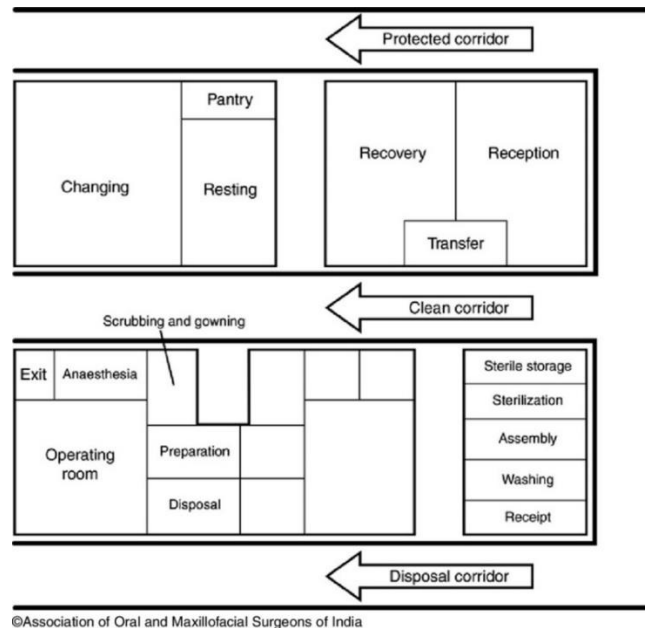 Protected corridor
Pantry
Changing
Resting
Recovery
Reception
Transfer
Clean corridor
Scrubbing and gowning
Exit
Anaesthesia
Operating
room
Preparation
Disposal
Sterile storage
Sterilization
Assembly
Washing
Receipt
Disposal corridor
©Association of Oral and Maxillofacial Surgeons of India